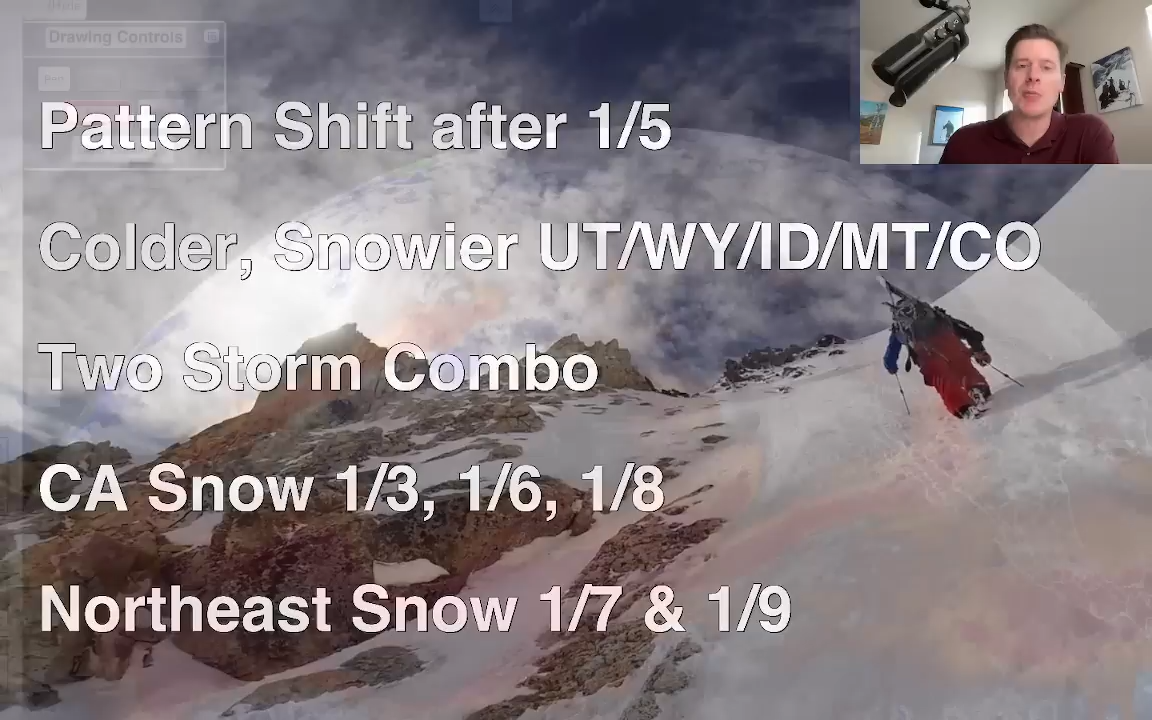 Drawing Controls
Pattern Shift after 1/5
Colder, Snowier UT/WY/ID/MT/CO
Two Storm Combo
CA Snow 1/3, 1/6, 1/8
Northeast Snow 1/7 & 1/9